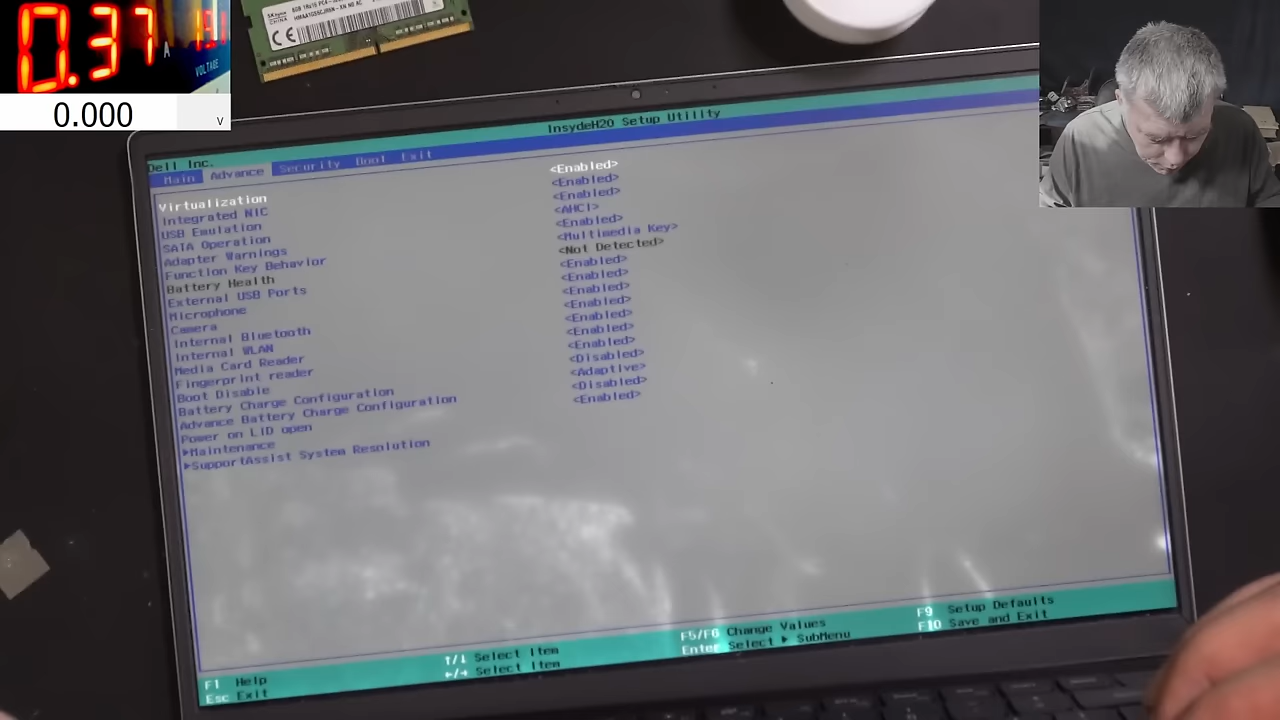 0.37
A
VOLTAGE
0.000
v
CHINA
CE
InsydeH2O Setup Utility
Dell Inc.
Main Advance Security Boot Exit
Virtualization <Enabled>
Integrated NIC <Enabled>
USB Emulation <Enabled>
SATA Operation <AHCI>
Adapter Warnings <Enabled>
Function Key Behavior <Multimedia Key>
Battery Health <Not Detected>
External USB Ports <Enabled>
Microphone <Enabled>
Camera <Enabled>
Internal Bluetooth <Enabled>
Internal WLAN <Enabled>
Media Card Reader <Enabled>
Fingerprint reader <Enabled>
Boot Disable <Disabled>
Battery Charge Configuration <Adaptive>
Advance Battery Charge Configuration <Disabled>
Power on LID open <Enabled>
▶Maintenance
▶SupportAssist System Resolution
F1 Help ↑/↓ Select Item F5/F6 Change Values F9 Setup Defaults
Esc Exit ←/→ Select Item Enter Select ▶ SubMenu F10 Save and Exit